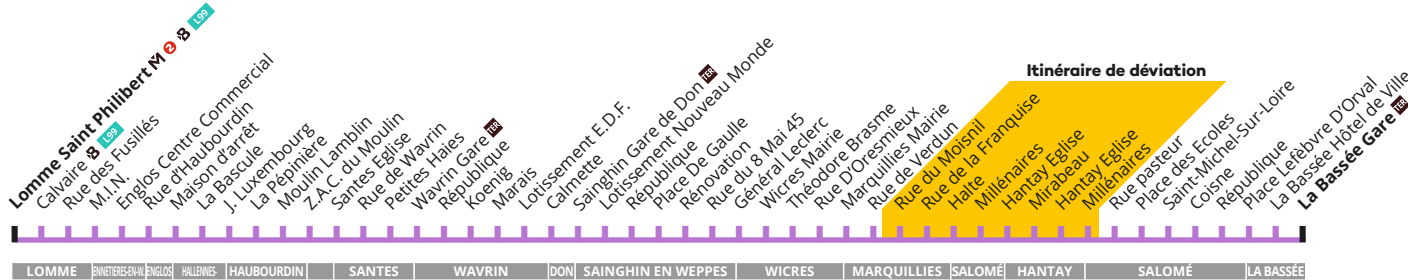 Itinéraire de déviation
Lomme Saint Philibert M 2 8 L99
Calvaire 8 L99
Rue des Fusillés
M.I.N.
Englos Centre Commercial
Rue d'Haubourdin
Maison d'arrêt
La Bascule
J. Luxembourg
La Pépinière
Moulin Lamblin
Z.A.C. du Moulin
Santes Eglise
Rue de Wavrin
Petites Haies
Wavrin Gare TER
République
Koenig
Marais
Lotissement E.D.F.
Calmette
Sainghin Gare de Don TER
Lotissement Nouveau Monde
République
Place De Gaulle
Rénovation
Rue du 8 Mai 45
Général Leclerc
Wicres Mairie
Théodore Brasme
Rue D'Oresmieux
Marquillies Mairie
Rue de Verdun
Rue du Moisnil
Rue de la Franquise
Halte
Millénaires
Hantay Eglise
Mirabeau
Hantay Eglise
Millénaires
Rue pasteur
Place des Ecoles
Saint-Michel-Sur-Loire
Coisne
République
Place Lefèbvre D'Orval
La Bassée Hôtel de Ville
La Bassée Gare TER
LOMME
ENNETIERES-EN-W.
ENGLOS
HALLENNES-
HAUBOURDIN
SANTES
WAVRIN
DON
SAINGHIN EN WEPPES
WICRES
MARQUILLIES
SALOMÉ
HANTAY
SALOMÉ
LA BASSÉE